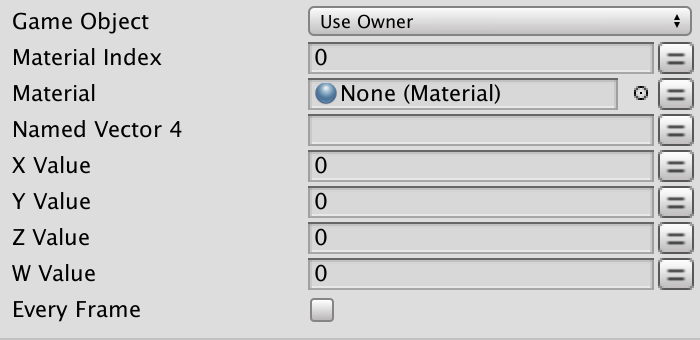 Game Object Use Owner
Material Index 0
Material None (Material)
Named Vector 4
X Value 0
Y Value 0
Z Value 0
W Value 0
Every Frame